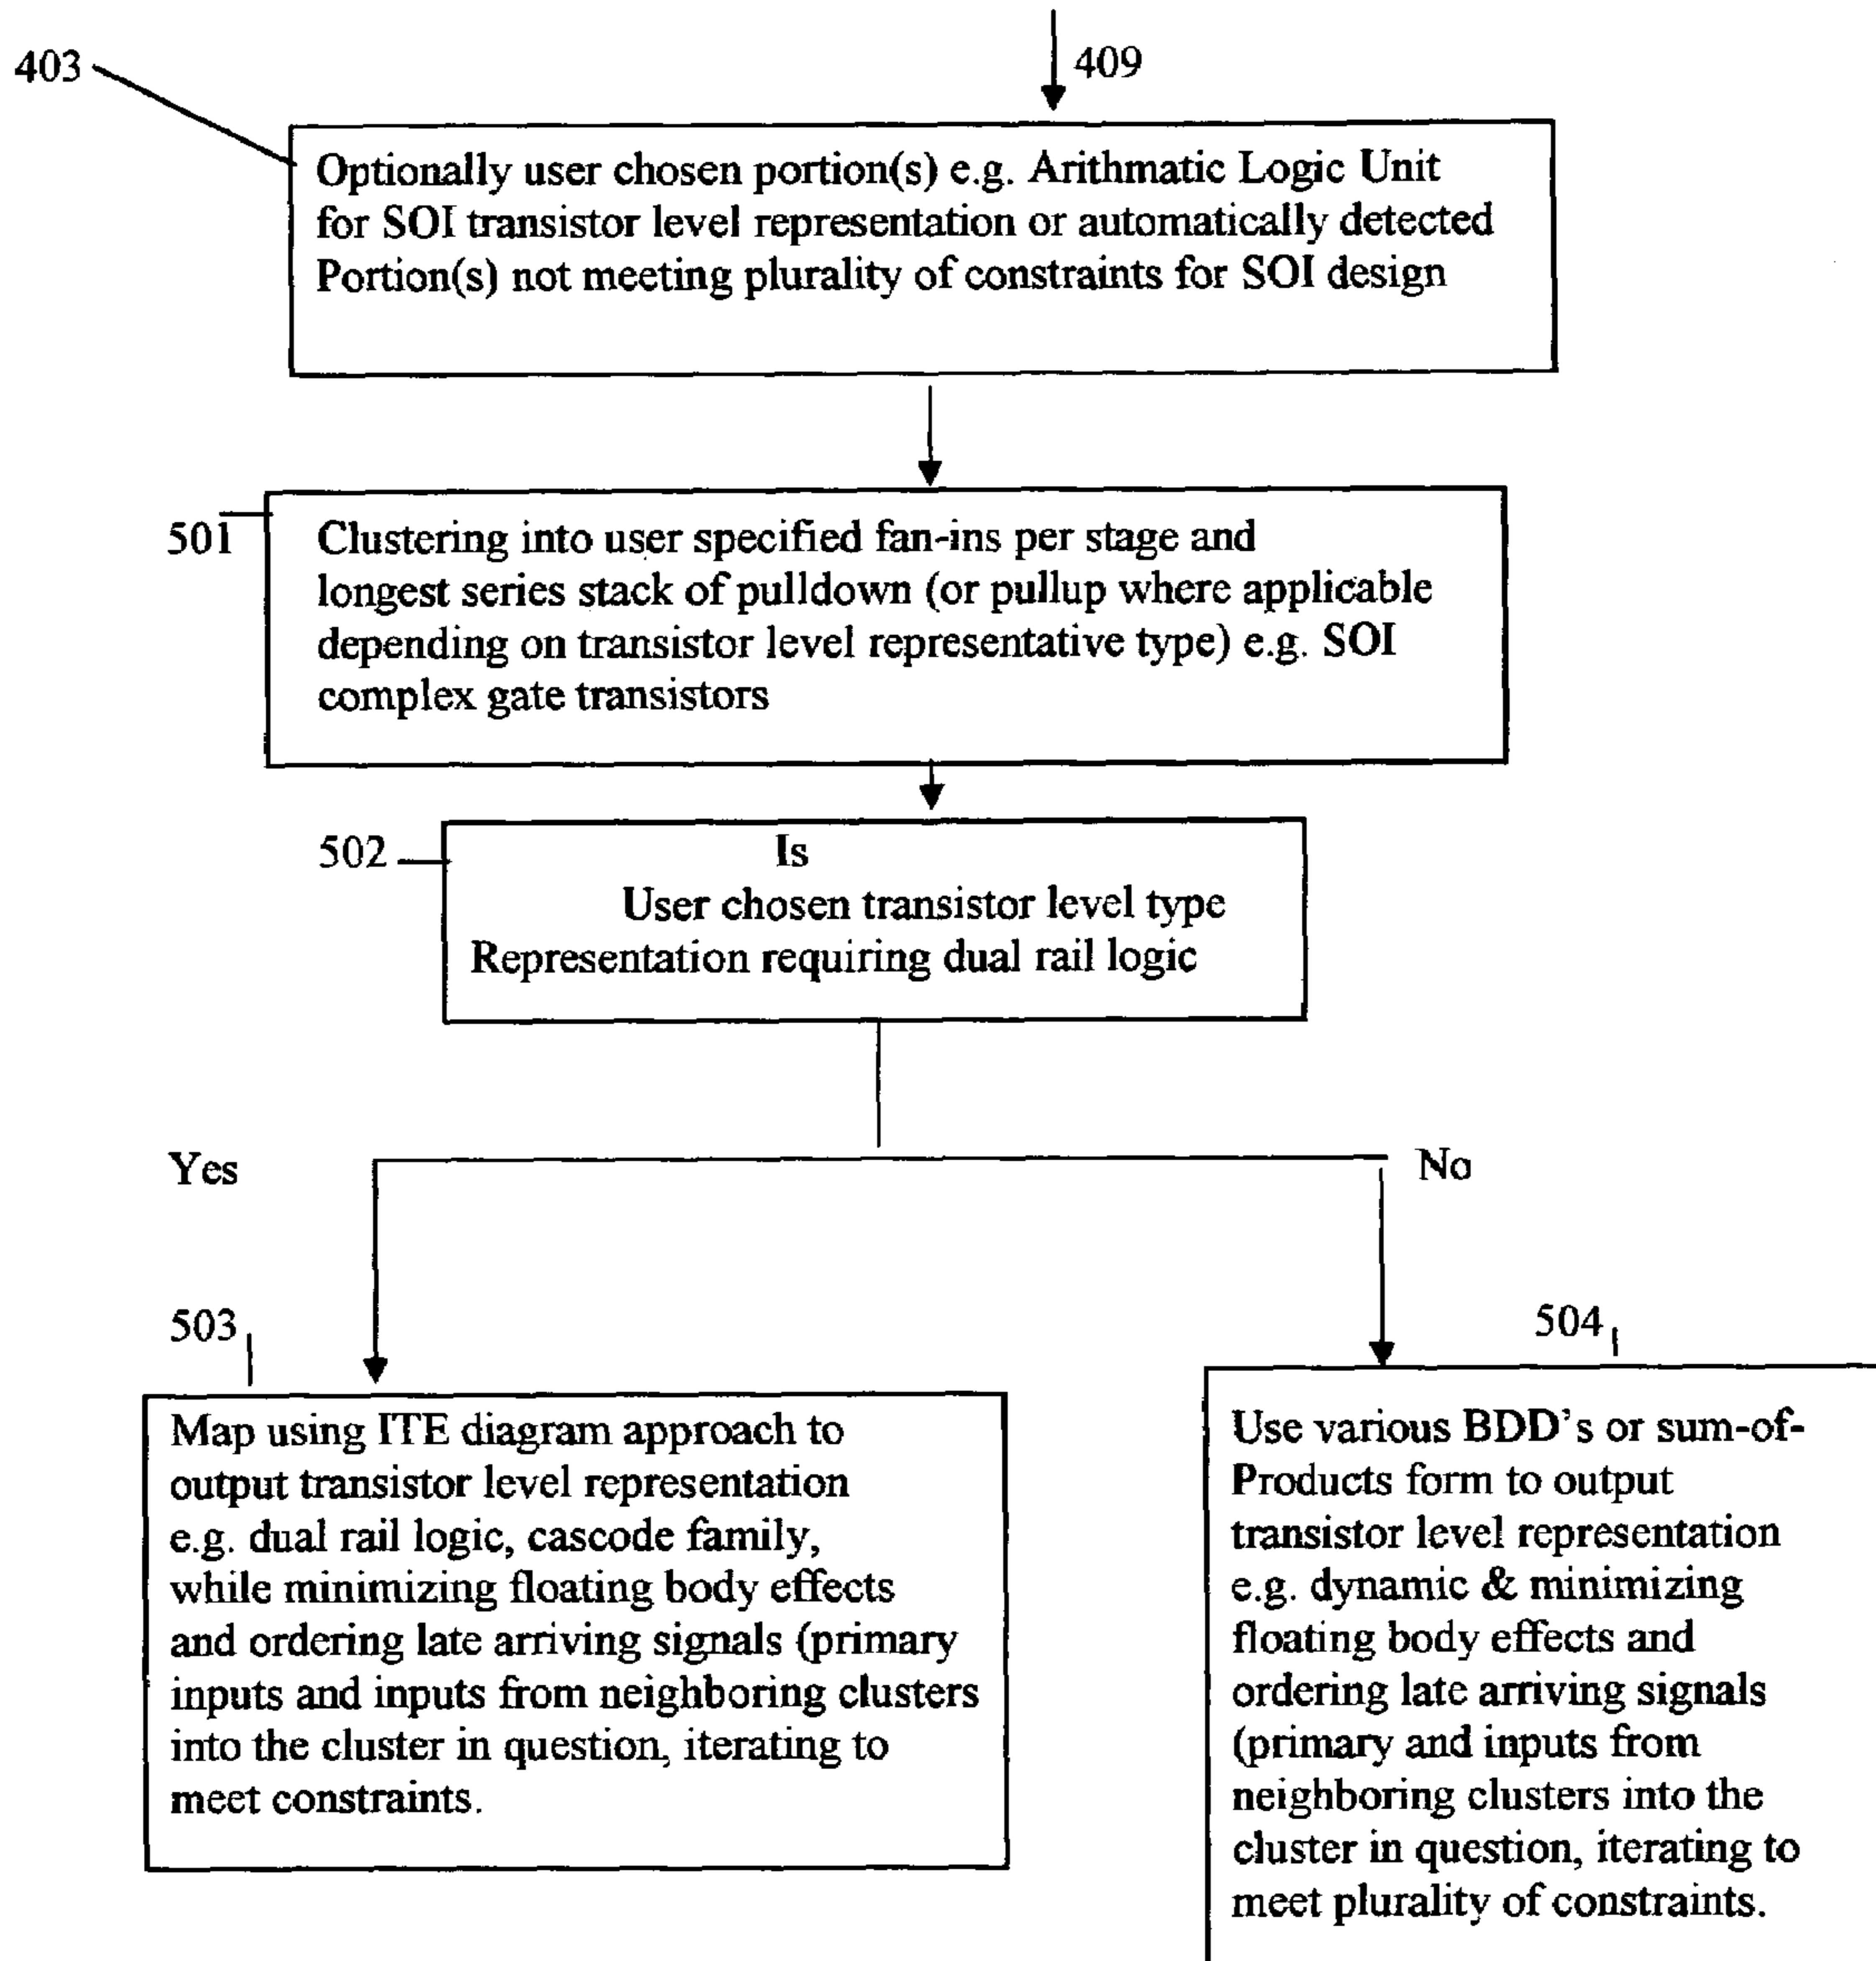 403
409
Optionally user chosen portion(s) e.g. Arithmatic Logic Unit
for SOI transistor level representation or automatically detected
Portion(s) not meeting plurality of constraints for SOI design
501
Clustering into user specified fan-ins per stage and
longest series stack of pulldown (or pullup where applicable
depending on transistor level representative type) e.g. SOI
complex gate transistors
502
Is
User chosen transistor level type
Representation requiring dual rail logic
Yes
No
503
Map using ITE diagram approach to
output transistor level representation
e.g. dual rail logic, cascode family,
while minimizing floating body effects
and ordering late arriving signals (primary
inputs and inputs from neighboring clusters
into the cluster in question, iterating to
meet constraints.
504
Use various BDD's or sum-of-
Products form to output
transistor level representation
e.g. dynamic & minimizing
floating body effects and
ordering late arriving signals
(primary and inputs from
neighboring clusters into the
cluster in question, iterating to
meet plurality of constraints.